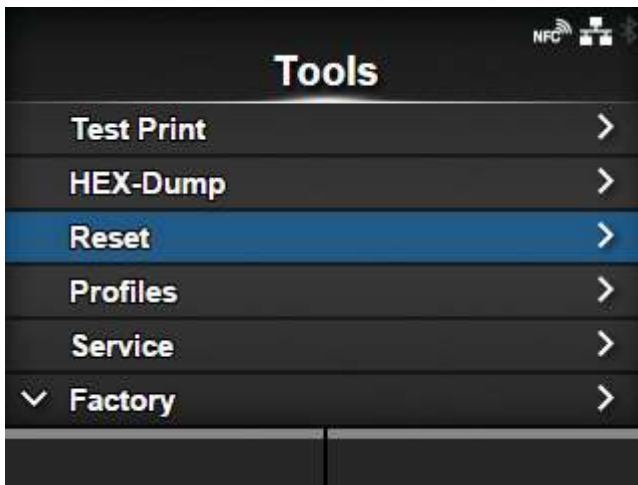 NFC
Tools
Test Print
HEX-Dump
Reset
Profiles
Service
Factory